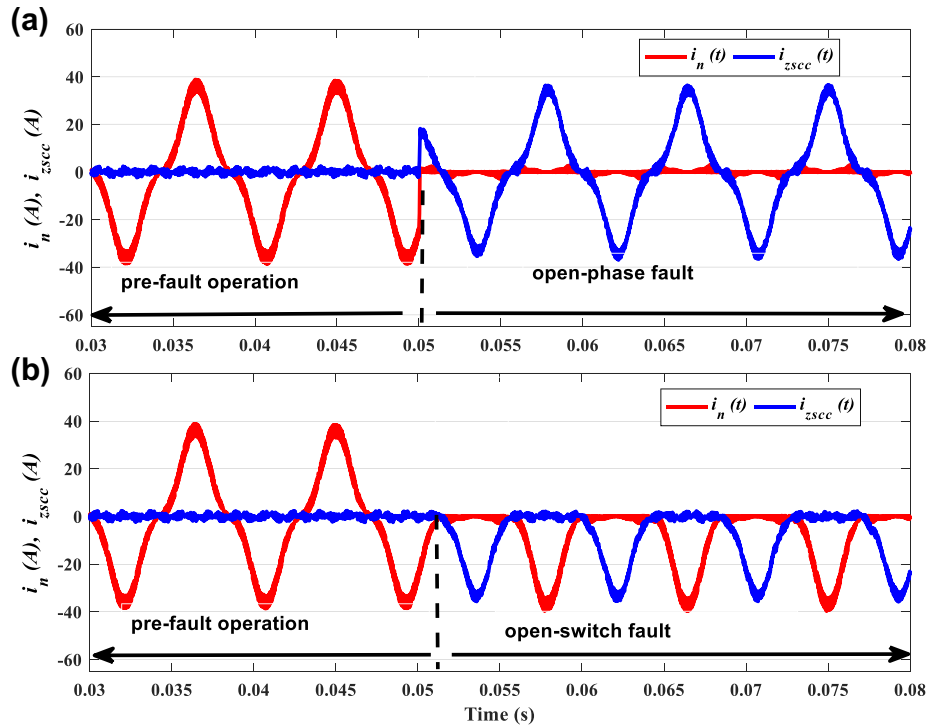 (a)
i_n (A), i_zscc (A)
60
40
20
0
-20
-40
-60
i_n (t) i_zscc (t)
pre-fault operation
open-phase fault
0.03 0.035 0.04 0.045 0.05 0.055 0.06 0.065 0.07 0.075 0.08
(b)
i_n (A), i_zscc (A)
60
40
20
0
-20
-40
-60
i_n (t) i_zscc (t)
pre-fault operation
open-switch fault
0.03 0.035 0.04 0.045 0.05 0.055 0.06 0.065 0.07 0.075 0.08
Time (s)